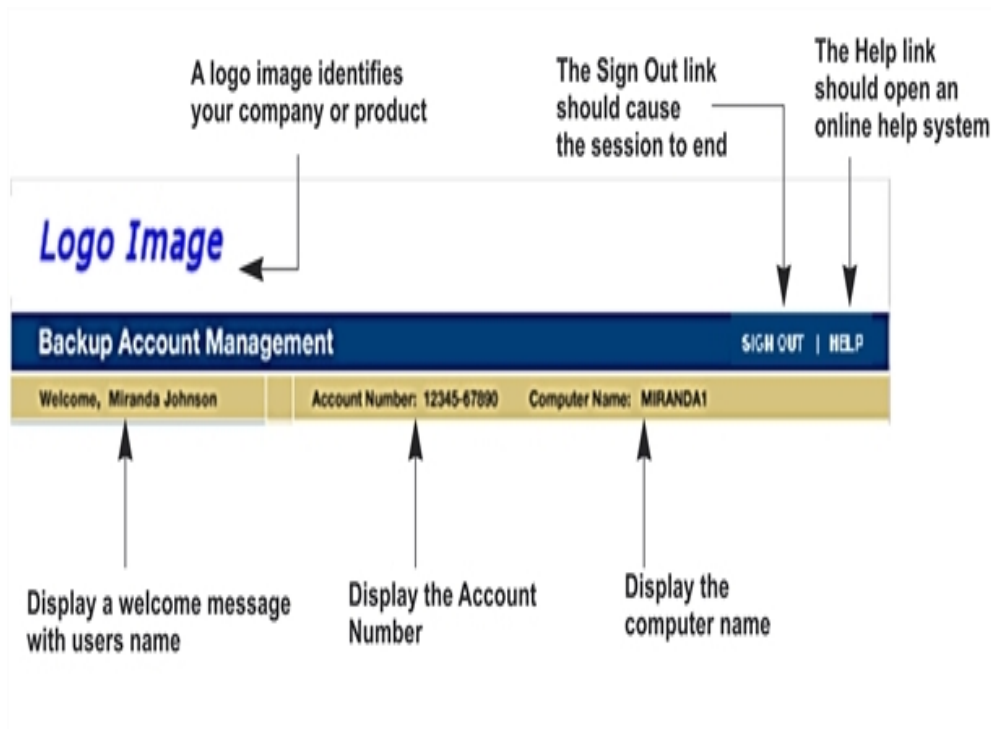 A logo image identifies
your company or product
The Sign Out link
should cause
the session to end
The Help link
should open an
online help system
Logo Image
Backup Account Management
SIGN OUT | HELP
Welcome, Miranda Johnson
Account Number: 12345-67890
Computer Name: MIRANDA1
Display a welcome message
with users name
Display the Account
Number
Display the
computer name